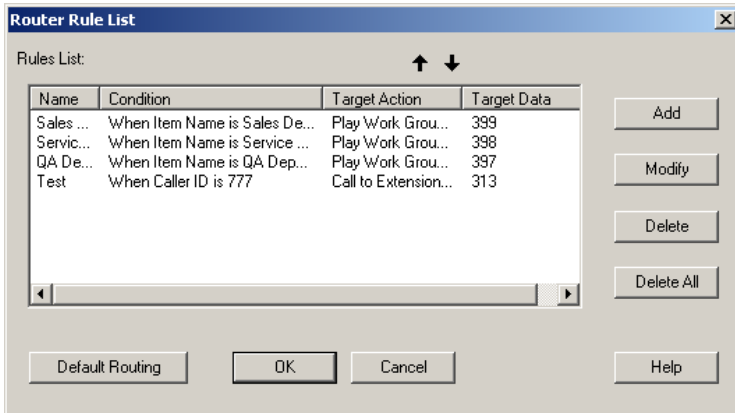 Router Rule List
Rules List:
Name Condition Target Action Target Data
Sales ... When Item Name is Sales De... Play Work Grou... 399
Servic... When Item Name is Service ... Play Work Grou... 398
QA De... When Item Name is QA Dep... Play Work Grou... 397
Test When Caller ID is 777 Call to Extension... 313
Add
Modify
Delete
Delete All
Default Routing OK Cancel Help